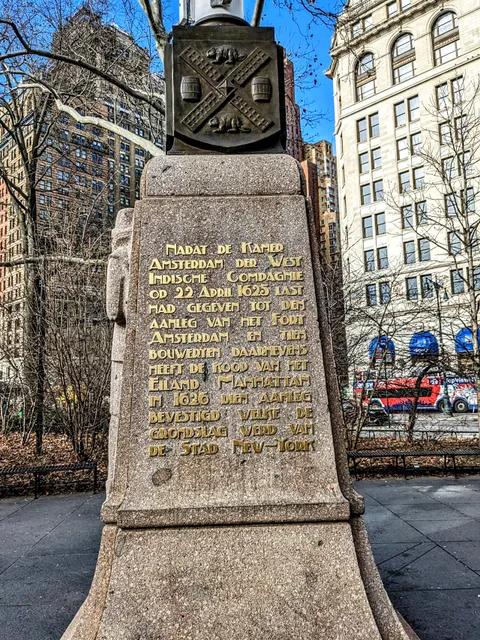 NADAT DE KAMER
AMSTERDAM DER WEST
INDISCHE COMPAGNIE
OP 22 APRIL 1625 LAST
HAD GEGEVEN TOT DEN
AANLEG VAN HET FORT
AMSTERDAM EN TIEN
BOUWERYEN DAARNEVENS
HEEFT DE KOOP VAN HET
EILAND MANHATTAN
IN 1626 DIEN AANLEG
BEVESTIGD WELKE DE
GRONDSLAG WERD VAN
DE STAD NEW-YORK